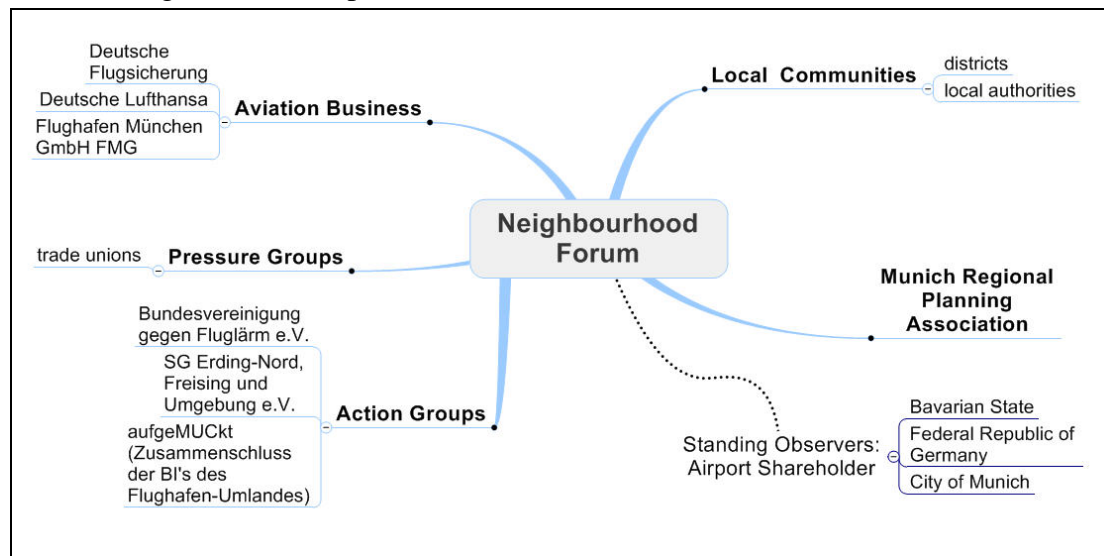 Neighbourhood
Forum
Aviation Business
Deutsche
Flugsicherung
Deutsche Lufthansa
Flughafen München
GmbH FMG
Pressure Groups
trade unions
Action Groups
Bundesvereinigung
gegen Fluglärm e.V.
SG Erding-Nord,
Freising und
Umgebung e.V.
aufgeMUCkt
(Zusammenschluss
der BI's des
Flughafen-Umlandes)
Local Communities
districts
local authorities
Munich Regional
Planning
Association
Standing Observers:
Airport Shareholder
Bavarian State
Federal Republic of
Germany
City of Munich